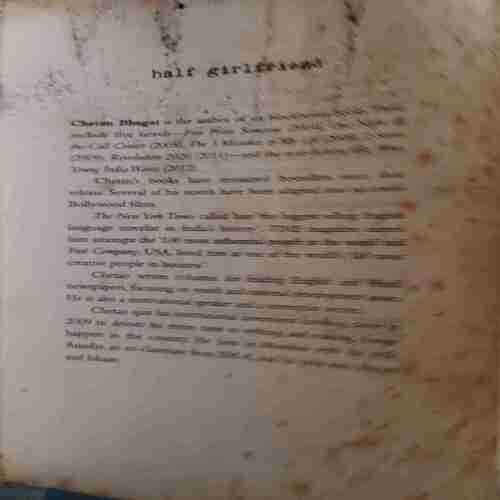 half girlfriend
Chetan Bhagat is the author of six bestselling books. These
include five novels—Five Point Someone (2004), One Night @
the Call Center (2005), The 3 Mistakes of My Life (2008), 2 States
(2009), Revolution 2020 (2011)—and the non-fiction title, What
Young India Wants (2012).
Chetan's books have remained bestsellers since their
release. Several of his novels have been adapted into successful
Bollywood films.
The New York Times called him 'the biggest selling English
language novelist in India's history'. TIME magazine named
him amongst the '100 most influential people in the world' and
Fast Company, USA, listed him as one of the world's '100 most
creative people in business'.
Chetan writes columns for leading English and Hindi
newspapers, focusing on youth and national development issues.
He is also a motivational speaker and screenplay writer.
Chetan quit his international investment banking career in
2009 to devote his entire time to writing and making change
happen in the country. He lives in Mumbai with his wife,
Anusha, an ex-classmate from IIM-A, and his twin boys, Shyam
and Ishaan.